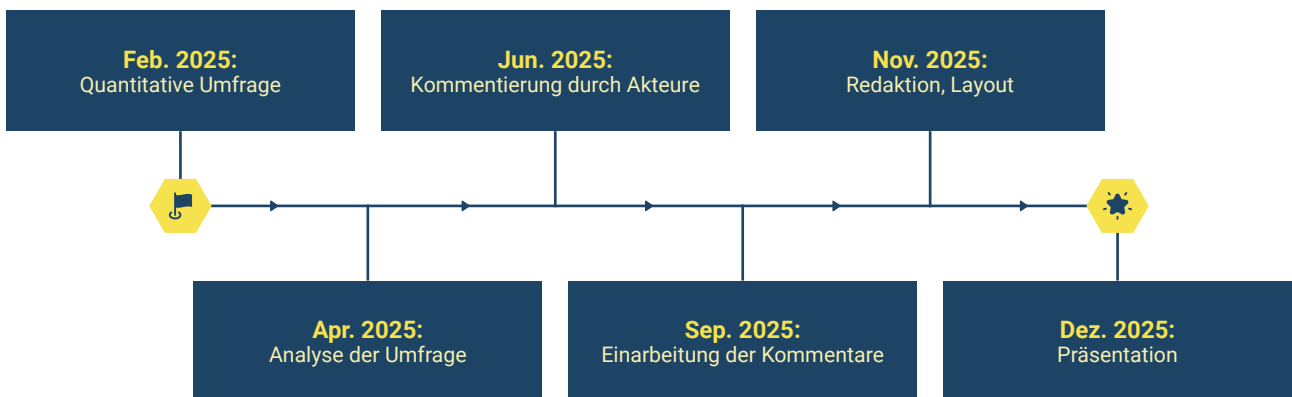 Feb. 2025:
Quantitative Umfrage
Jun. 2025:
Kommentierung durch Akteure
Nov. 2025:
Redaktion, Layout
Apr. 2025:
Analyse der Umfrage
Sep. 2025:
Einarbeitung der Kommentare
Dez. 2025:
Präsentation